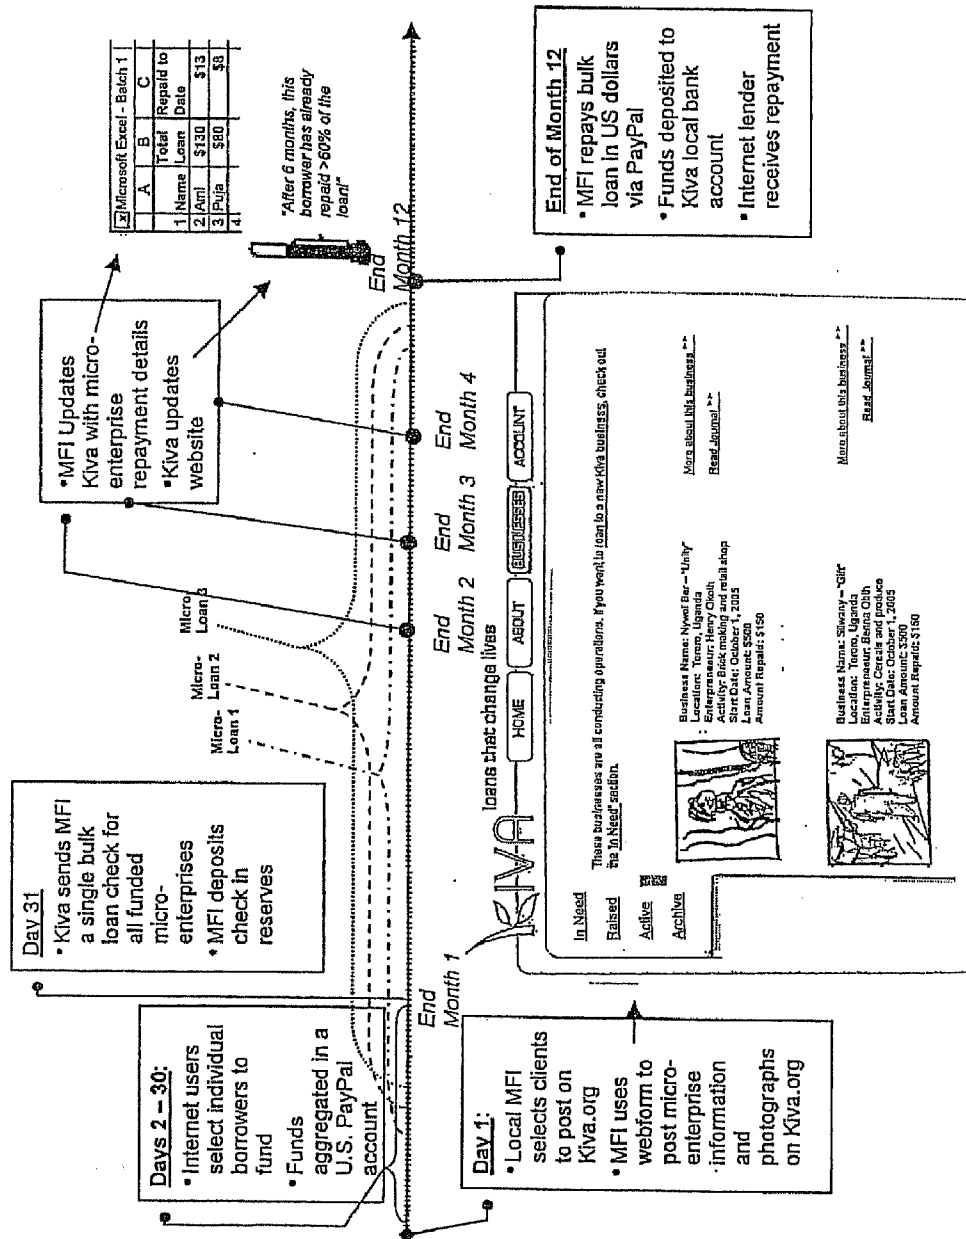 Day 1:
• Local MFI
selects clients
to post on
Kiva.org
• MFI uses
webform to
post micro-
enterprise
information
and
photographs
on Kiva.org
Days 2 – 30:
• Internet users
select individual
borrowers to
fund
• Funds
aggregated in a
U.S. PayPal
account
Day 31
• Kiva sends MFI
a single bulk
loan check for
all funded
micro-
enterprises
• MFI deposits
check in
reserves
Micro-
Loan 1
Micro-
Loan 2
Micro-
Loan 3
• MFI Updates
Kiva with micro-
enterprise
repayment details
• Kiva updates
website
x Microsoft Excel - Batch 1
A B C
1 Name Total Loan Repaid to Date
2 Ami $130 $13
3 Puja $80 $8
4
"After 6 months, this
borrower has already
repaid >60% of the
loan!"
End
Month 1
End
Month 2
End
Month 3
End
Month 4
End
Month 12
End of Month 12
• MFI repays bulk
loan in US dollars
via PayPal
• Funds deposited to
Kiva local bank
account
• Internet lender
receives repayment
KIVA loans that change lives
HOME ABOUT BUSINESSES ACCOUNT
In Need
Raised
Active
Archive
These businesses are all conducting operations. If you want to loan to a new Kiva business, check out
the "In Need" section.
Business Name: Nywol Bar – "Unity"
Location: Tororo, Uganda
Enterpreneur: Henry Okoth
Activity: Brick making and retail shop
Start Date: October 1, 2005
Loan Amount: $500
Amount Repaid: $150
More about this business >>
Read Journal >>
Business Name: – "Gift"
Location: Tororo, Uganda
Enterpreneur:
Activity: Cereals and produce
Start Date: October 1, 2005
Loan Amount: $500
Amount Repaid: $150
More about this business >>
Read Journal >>